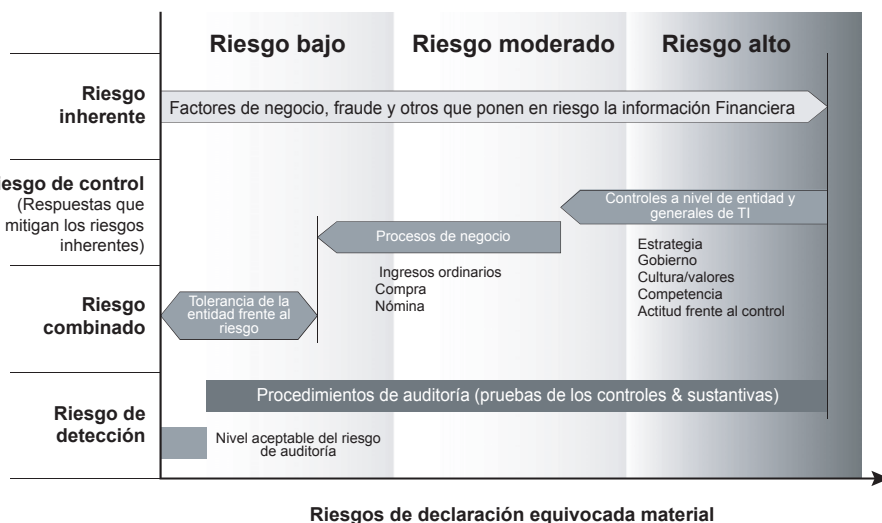 Riesgo bajo
Riesgo moderado
Riesgo alto
Riesgo
inherente
Factores de negocio, fraude y otros que ponen en riesgo la información Financiera
iesgo de control
(Respuestas que
mitigan los riesgos
inherentes)
Controles a nivel de entidad y
generales de TI
Procesos de negocio
Estrategia
Gobierno
Cultura/valores
Competencia
Actitud frente al control
Ingresos ordinarios
Compra
Nómina
Riesgo
combinado
Tolerancia de la
entidad frente al
riesgo
Riesgo de
detección
Procedimientos de auditoría (pruebas de los controles & sustantivas)
Nivel aceptable del riesgo
de auditoría
Riesgos de declaración equivocada material